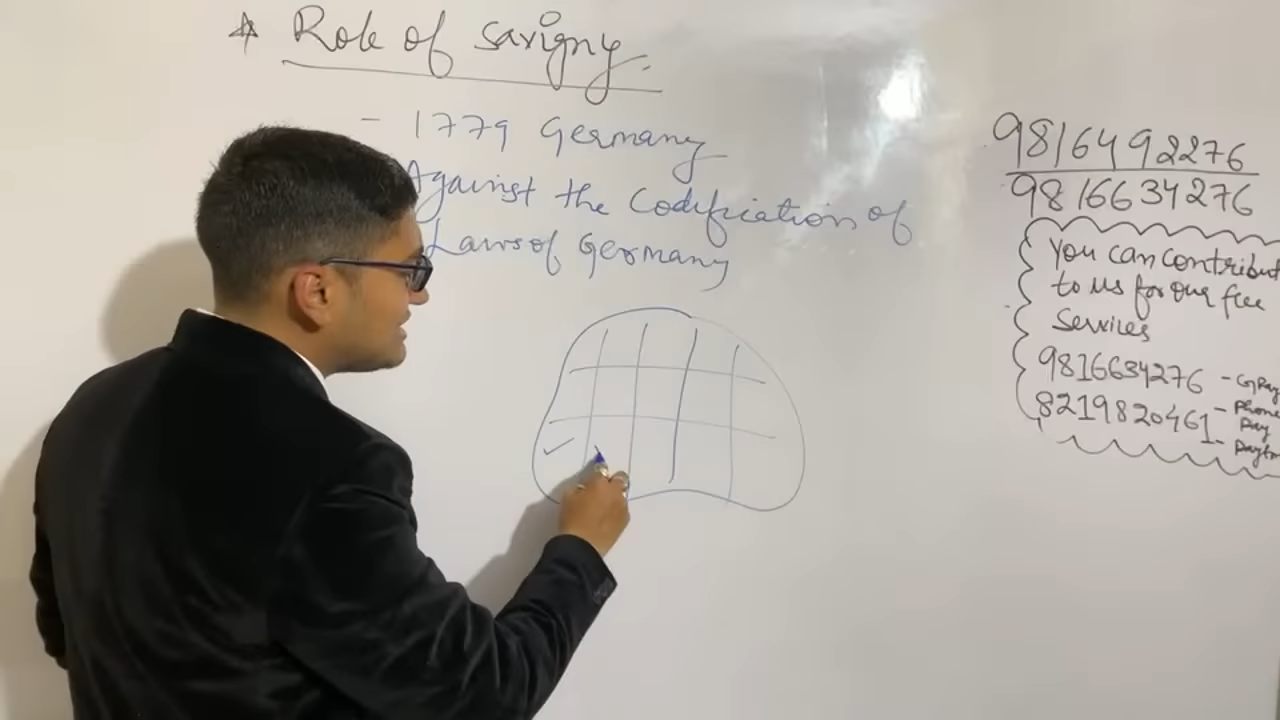 Role of Savigny.
- 1779 Germany
Against the Codification of
Laws of Germany
9816492276
9816634276
You can contribut
to us for our free
Services
9816634276 - GPay
8219820461 - Phone
Pay
- Paytm